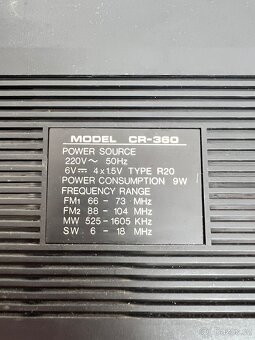 MODEL CR-360
POWER SOURCE
220V～ 50Hz
6V⎓ 4x1.5V TYPE R20
POWER CONSUMPTION 9W
FREQUENCY RANGE
FM1 66 - 73 MHz
FM2 88 - 104 MHz
MW 525-1605 KHz
SW 6 - 18 MHz